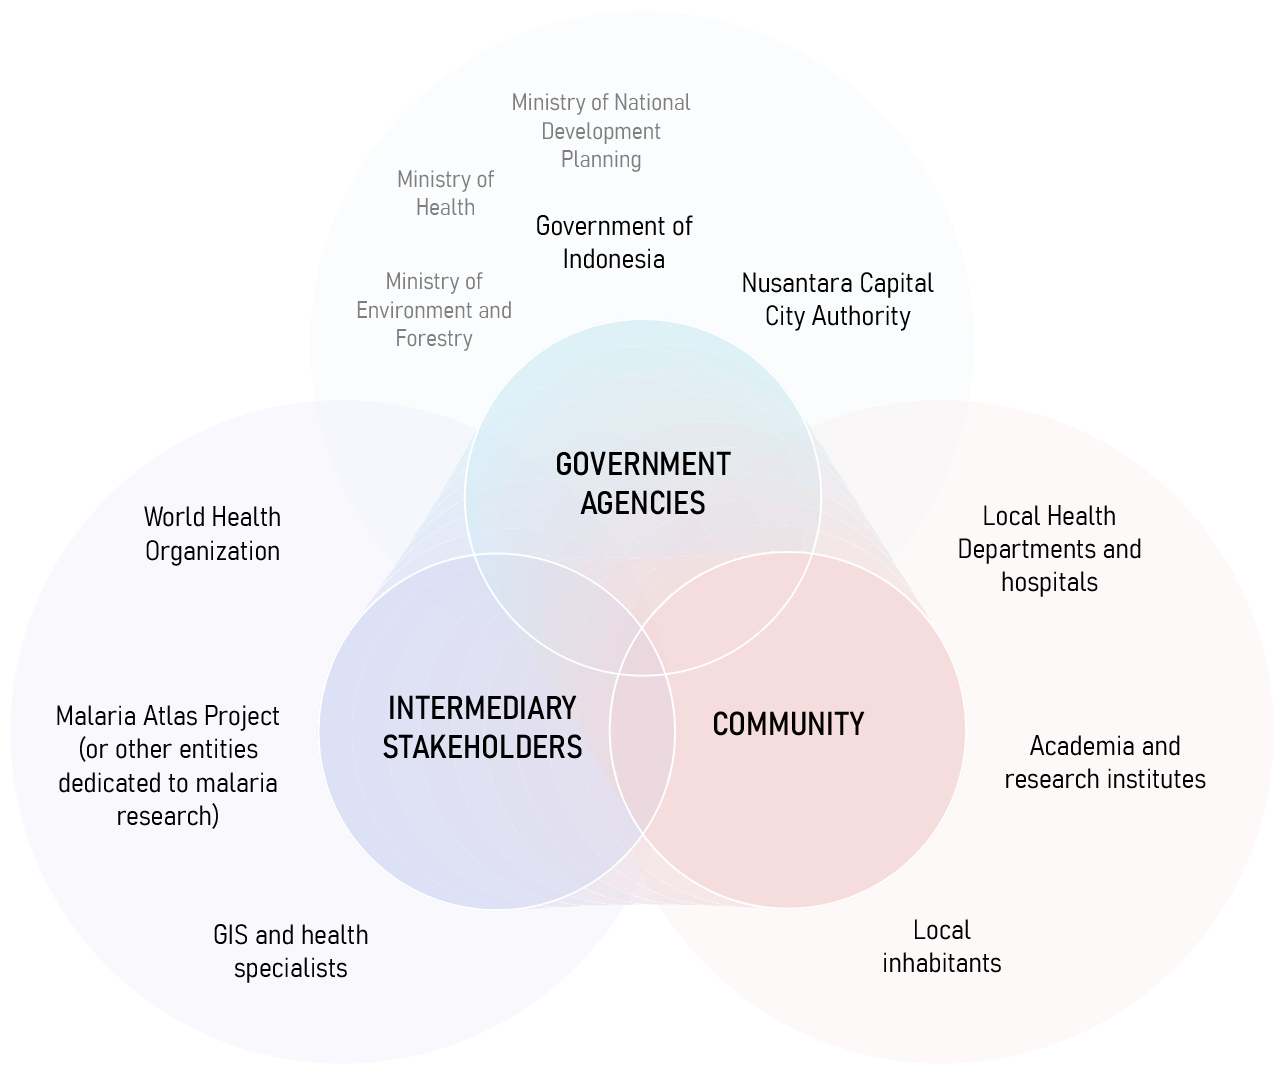 Ministry of National
Development
Planning
Ministry of
Health
Government of
Indonesia
Ministry of
Environment and
Forestry
Nusantara Capital
City Authority
GOVERNMENT
AGENCIES
World Health
Organization
Local Health
Departments and
hospitals
INTERMEDIARY
STAKEHOLDERS
COMMUNITY
Malaria Atlas Project
(or other entities
dedicated to malaria
research)
Academia and
research institutes
GIS and health
specialists
Local
inhabitants